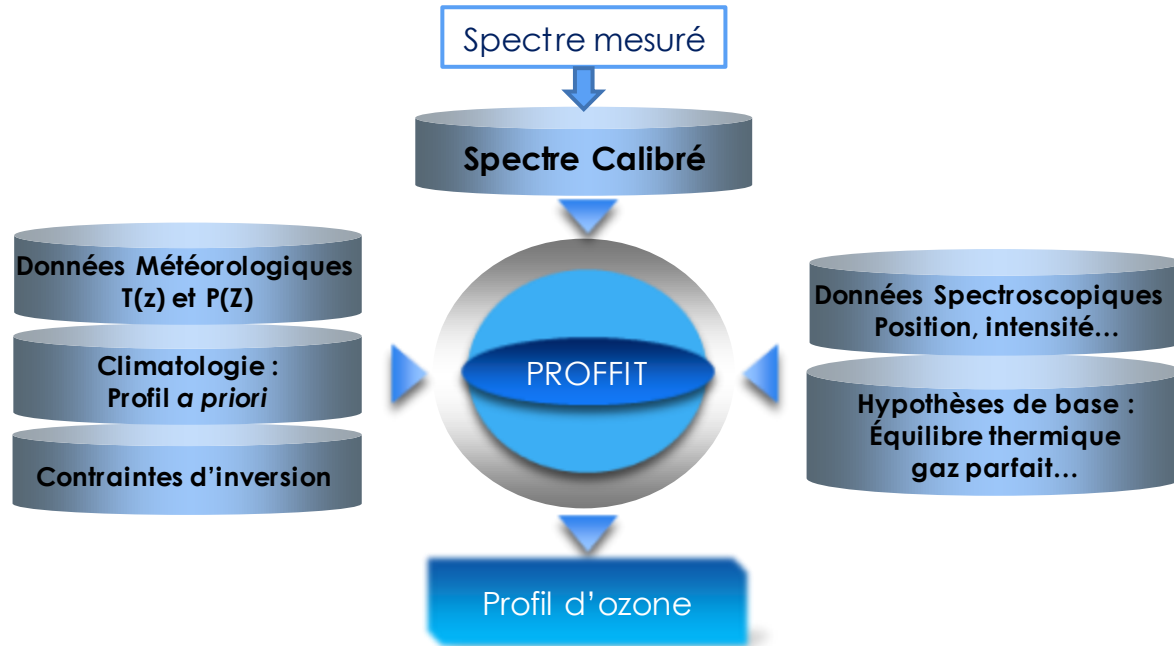 Spectre mesuré
Spectre Calibré
Données Météorologiques
T(z) et P(Z)
Climatologie :
Profil a priori
Contraintes d’inversion
PROFFIT
Données Spectroscopiques
Position, intensité…
Hypothèses de base :
Équilibre thermique
gaz parfait…
Profil d’ozone